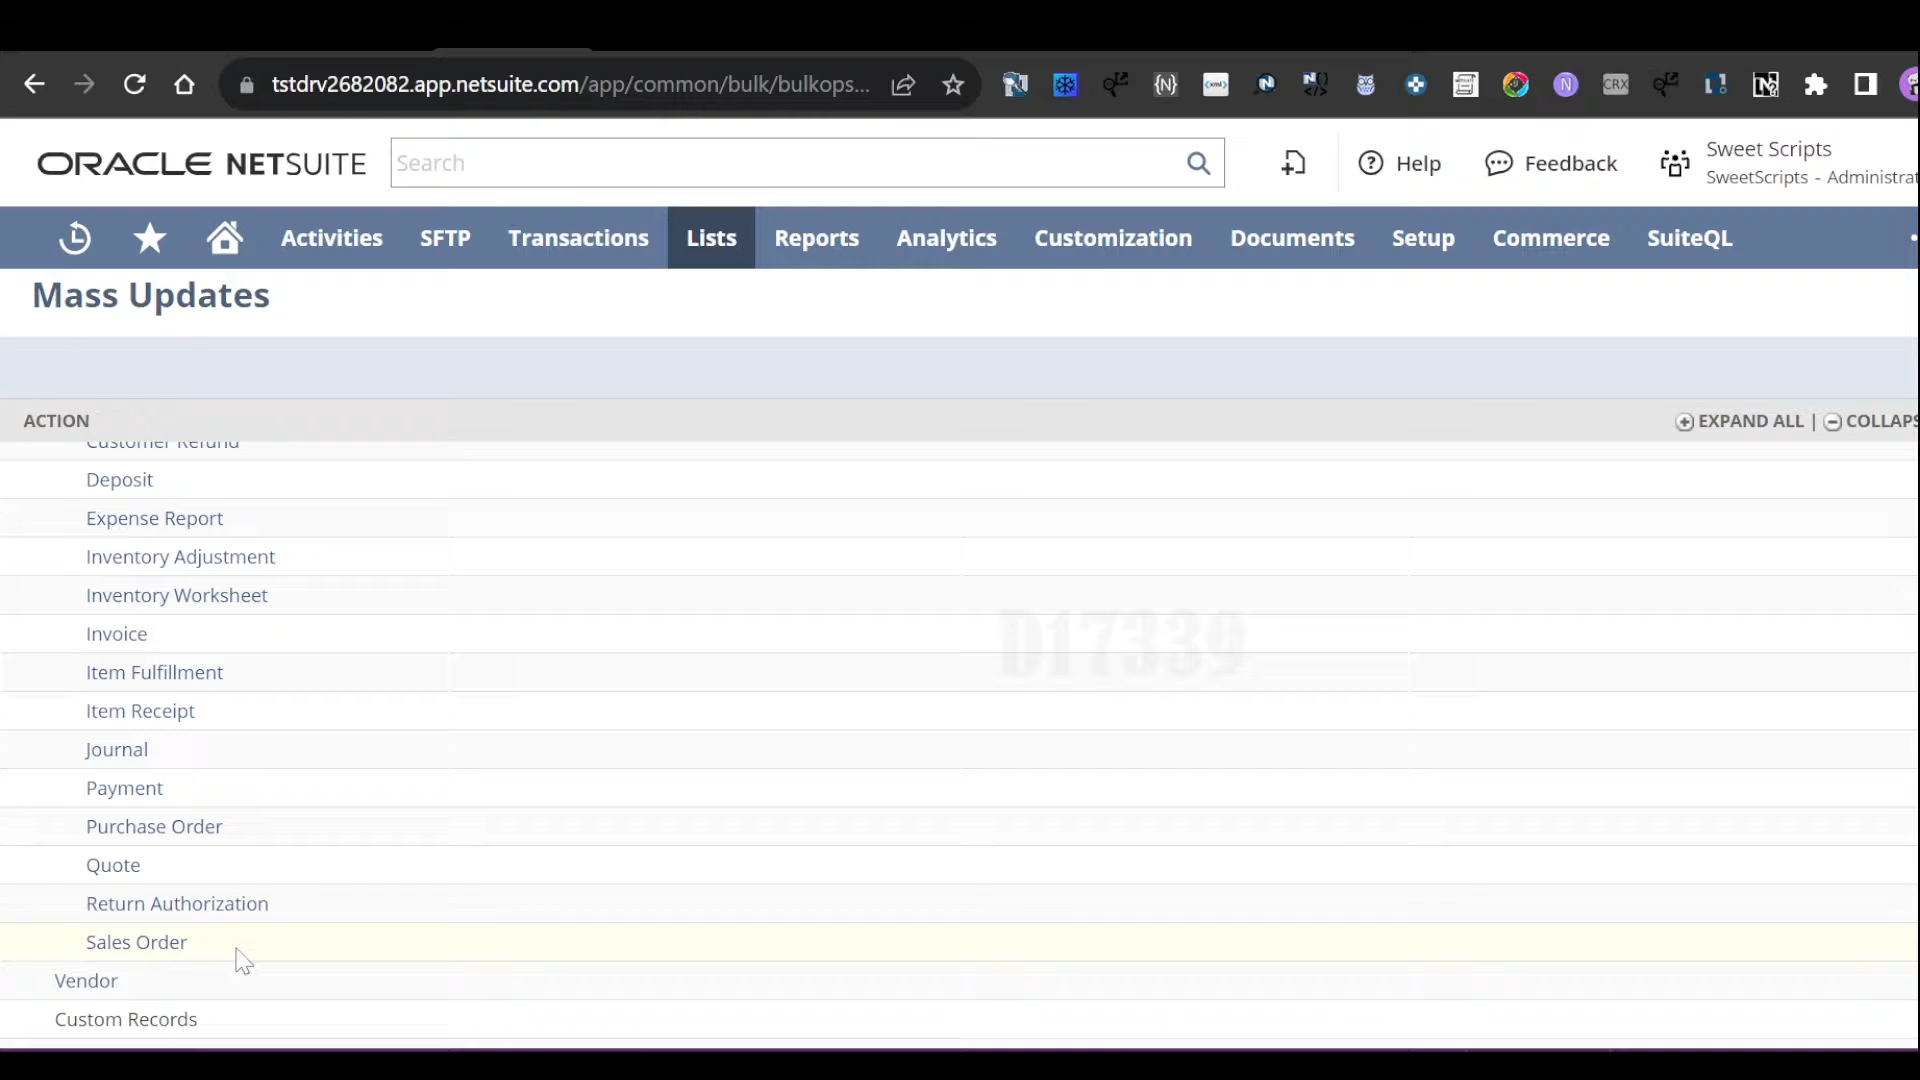 tstdrv2682082.app.netsuite.com/app/common/bulk/bulkops...
ORACLE NETSUITE
Search
Help
Feedback
Sweet Scripts
SweetScripts - Administrat
Activities
SFTP
Transactions
Lists
Reports
Analytics
Customization
Documents
Setup
Commerce
SuiteQL
Mass Updates
ACTION
EXPAND ALL | COLLAPS
Customer Refund
Deposit
Expense Report
Inventory Adjustment
Inventory Worksheet
Invoice
D17339
Item Fulfillment
Item Receipt
Journal
Payment
Purchase Order
Quote
Return Authorization
Sales Order
Vendor
Custom Records